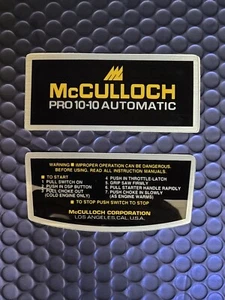 McCULLOCH
PRO 10-10 AUTOMATIC
WARNING ■ IMPROPER OPERATION CAN BE DANGEROUS.
BEFORE USING. READ ALL INSTRUCTION MANUALS.
■ TO START
1 PULL SWITCH ON
2 PUSH IN DSP BUTTON
3 PULL CHOKE OUT
(COLD ENGINE ONLY)
4 PUSH IN THROTTLE-LATCH
5 GRIP SAW FIRMLY
6 PULL STARTER HANDLE RAPIDLY
7 PUSH CHOKE IN SLOWLY
(AS ENGINE WARMS)
■ TO STOP PUSH SWITCH TO STOP
McCULLOCH CORPORATION
LOS ANGELES, CAL. U.S.A.